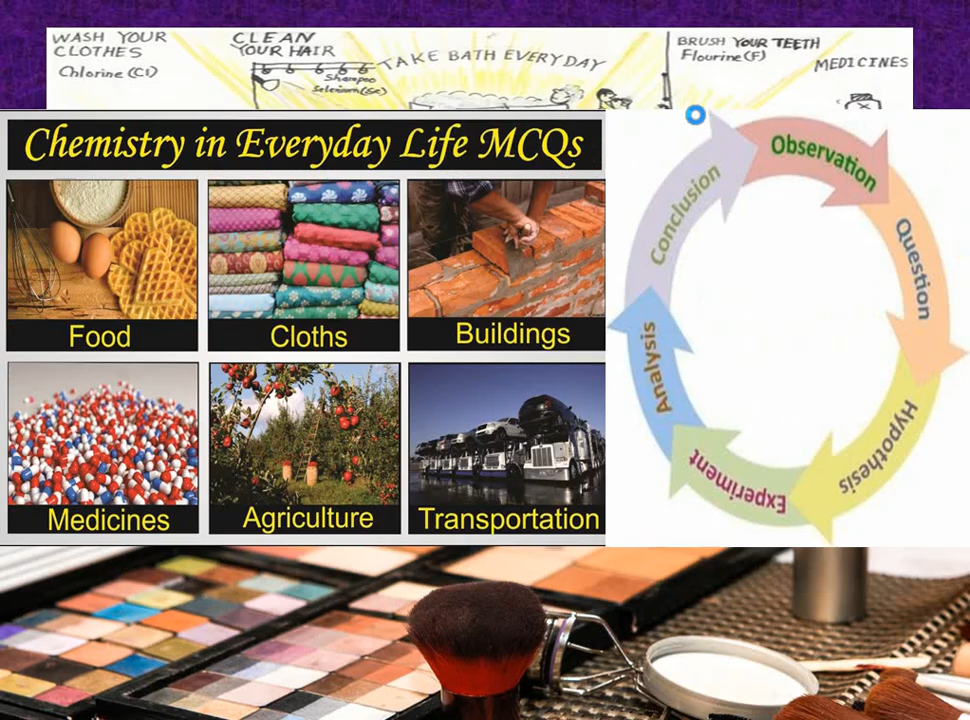 WASH YOUR
CLOTHES
Chlorine (Cl)
CLEAN
YOUR HAIR
Shampoo
Selenium(Se)
TAKE BATH EVERYDAY
BRUSH YOUR TEETH
Flourine(F)
MEDICINES
Chemistry in Everyday Life MCQs
Food
Cloths
Buildings
Medicines
Agriculture
Transportation
Observation
Question
Hypothesis
Experiment
Analysis
Conclusion